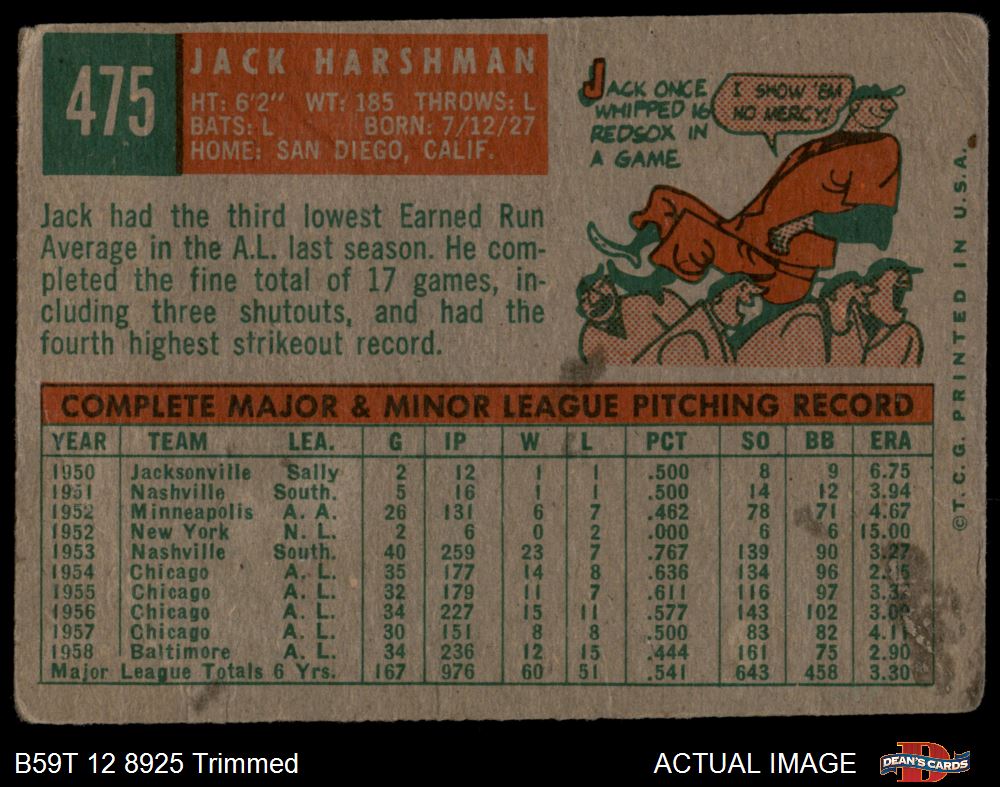 475
JACK HARSHMAN
HT: 6'2" WT: 185 THROWS: L
BATS: L BORN: 7/12/27
HOME: SAN DIEGO, CALIF.
JACK ONCE
WHIPPED 16
REDSOX IN
A GAME
I SHOW 'EM
NO MERCY!
Jack had the third lowest Earned Run
Average in the A.L. last season. He com-
pleted the fine total of 17 games, in-
cluding three shutouts, and had the
fourth highest strikeout record.
COMPLETE MAJOR & MINOR LEAGUE PITCHING RECORD
YEAR TEAM LEA. G IP W L PCT SO BB ERA
1950 Jacksonville Sally 2 12 1 1 .500 8 9 6.75
1951 Nashville South. 5 16 1 1 .500 14 12 3.94
1952 Minneapolis A. A. 26 131 6 7 .462 78 71 4.67
1952 New York N. L. 2 6 0 2 .000 6 6 15.00
1953 Nashville South. 40 259 23 7 .767 139 90 3.27
1954 Chicago A. L. 35 177 14 8 .636 134 96
1955 Chicago A. L. 32 179 11 7 .611 116 97
1956 Chicago A. L. 34 227 15 11 .577 143 102
1957 Chicago A. L. 30 151 8 8 .500 83 82 4.11
1958 Baltimore A. L. 34 236 12 15 .444 161 75 2.90
Major League Totals 6 Yrs. 167 976 60 51 .541 643 458 3.30
© T. C. G. PRINTED IN U.S.A.
B59T 12 8925 Trimmed
ACTUAL IMAGE
D
DEAN'S CARDS